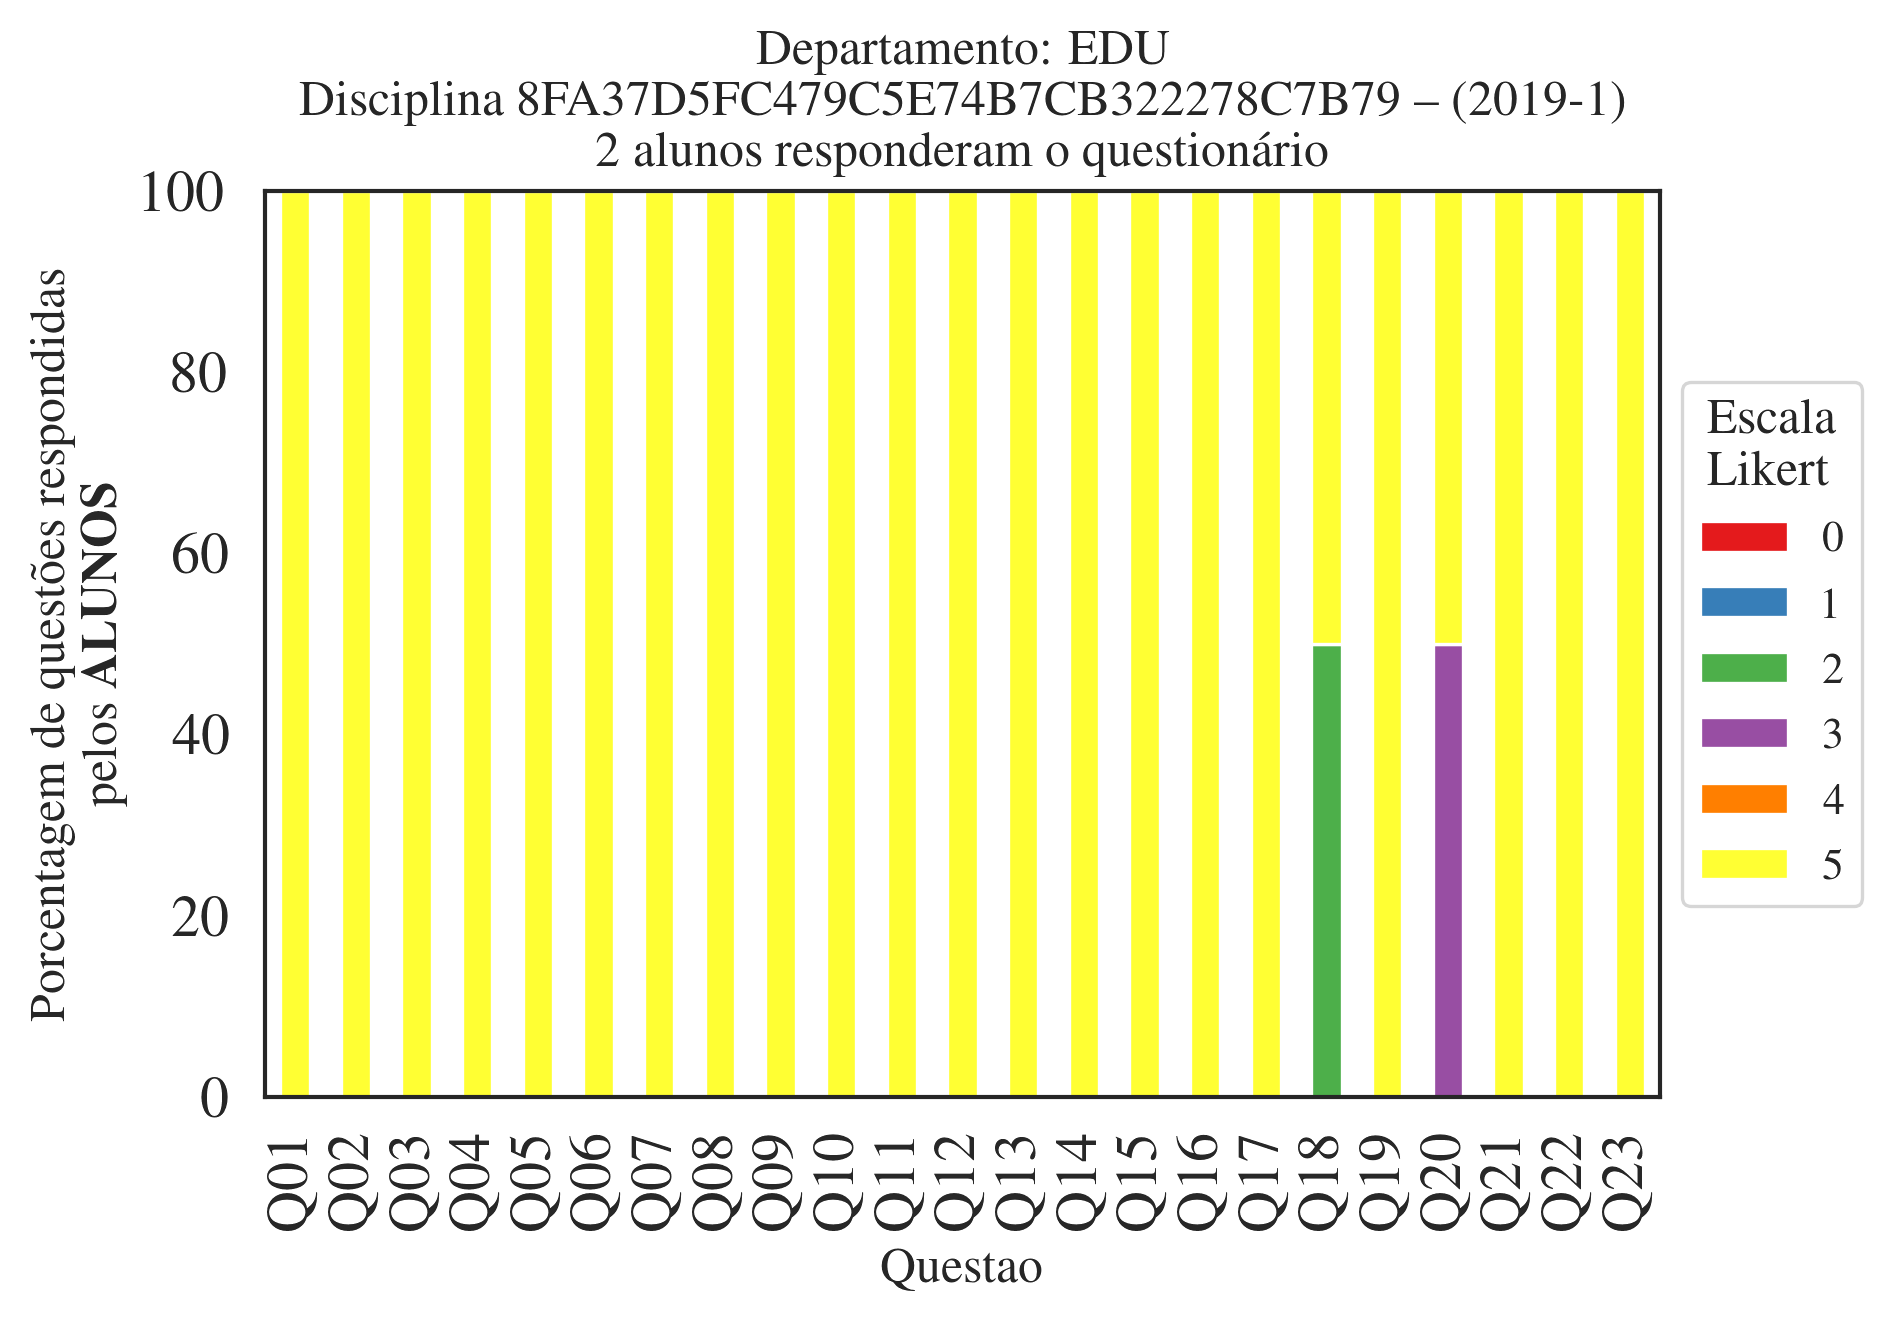 Departamento: EDU
Disciplina 8FA37D5FC479C5E74B7CB322278C7B79 – (2019-1)
2 alunos responderam o questionário
Porcentagem de questões respondidas
pelos ALUNOS
100
80
60
40
20
0
Q01
Q02
Q03
Q04
Q05
Q06
Q07
Q08
Q09
Q10
Q11
Q12
Q13
Q14
Q15
Q16
Q17
Q18
Q19
Q20
Q21
Q22
Q23
Questao
Escala
Likert
0
1
2
3
4
5